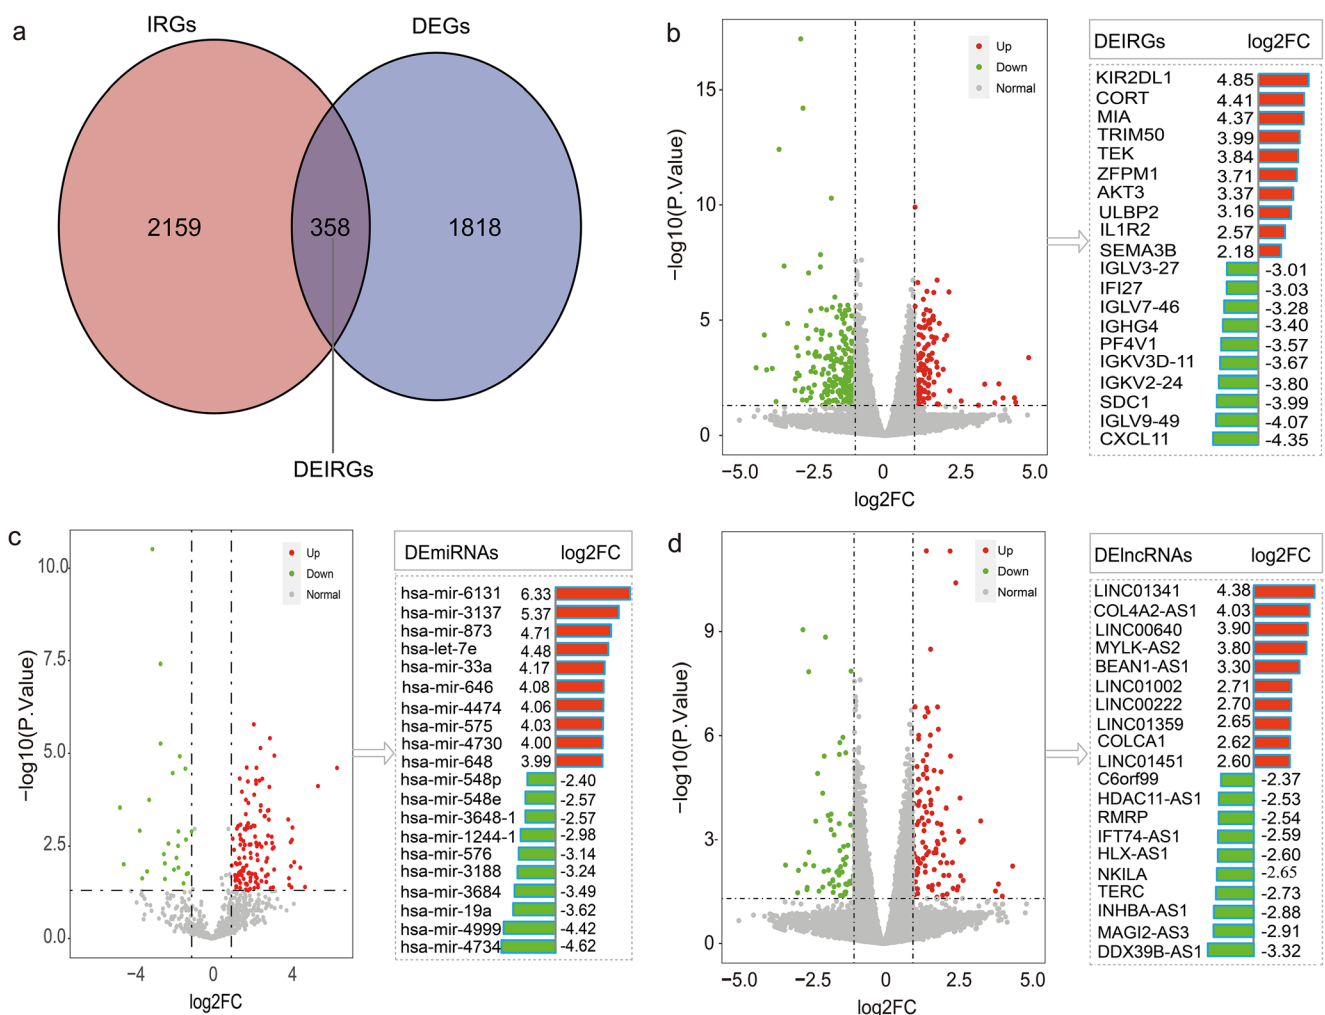 a
IRGs
DEGs
2159
358
1818
DEIRGs
b
−log10(P.Value)
15
10
5
0
−5.0
−2.5
0
2.5
5.0
log2FC
Up
Down
Normal
DEIRGs log2FC
KIR2DL1 4.85
CORT 4.41
MIA 4.37
TRIM50 3.99
TEK 3.84
ZFPM1 3.71
AKT3 3.37
ULBP2 3.16
IL1R2 2.57
SEMA3B 2.18
IGLV3-27 -3.01
IFI27 -3.03
IGLV7-46 -3.28
IGHG4 -3.40
PF4V1 -3.57
IGKV3D-11 -3.67
IGKV2-24 -3.80
SDC1 -3.99
IGLV9-49 -4.07
CXCL11 -4.35
c
−log10(P.Value)
10.0
7.5
5.0
2.5
0.0
−4
0
4
log2FC
Up
Down
Normal
DEmiRNAs log2FC
hsa-mir-6131 6.33
hsa-mir-3137 5.37
hsa-mir-873 4.71
hsa-let-7e 4.48
hsa-mir-33a 4.17
hsa-mir-646 4.08
hsa-mir-4474 4.06
hsa-mir-575 4.03
hsa-mir-4730 4.00
hsa-mir-648 3.99
hsa-mir-548p -2.40
hsa-mir-548e -2.57
hsa-mir-3648-1 -2.57
hsa-mir-1244-1 -2.98
hsa-mir-576 -3.14
hsa-mir-3188 -3.24
hsa-mir-3684 -3.49
hsa-mir-19a -3.62
hsa-mir-4999 -4.42
hsa-mir-4734 -4.62
d
−log10(P.Value)
9
6
3
0
−5.0
−2.5
0
2.5
5.0
log2FC
Up
Down
Normal
DElncRNAs log2FC
LINC01341 4.38
COL4A2-AS1 4.03
LINC00640 3.90
MYLK-AS2 3.80
BEAN1-AS1 3.30
LINC01002 2.71
LINC00222 2.70
LINC01359 2.65
COLCA1 2.62
LINC01451 2.60
C6orf99 -2.37
HDAC11-AS1 -2.53
RMRP -2.54
IFT74-AS1 -2.59
HLX-AS1 -2.60
NKILA -2.65
TERC -2.73
INHBA-AS1 -2.88
MAGI2-AS3 -2.91
DDX39B-AS1 -3.32